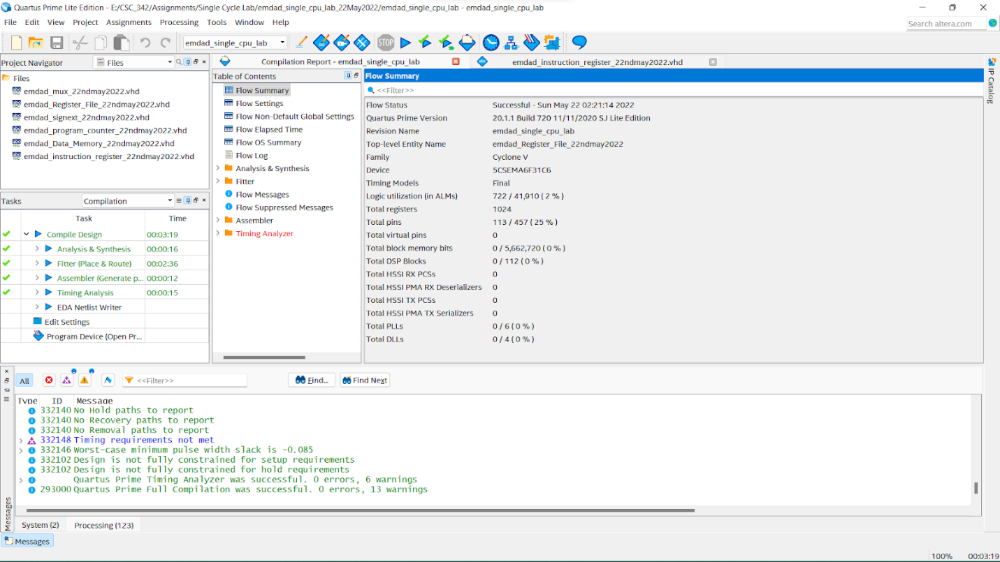 Quartus Prime Lite Edition - E:/CSC_342/Assignments/Single Cycle Lab/emdad_single_cpu_lab_22May2022/emdad_single_cpu_lab - emdad_single_cpu_lab
File Edit View Project Assignments Processing Tools Window Help
Search altera.com
emdad_single_cpu_lab
STOP
Project Navigator
Files
Files
emdad_mux_22ndmay2022.vhd
emdad_Register_File_22ndmay2022.vhd
emdad_signext_22ndmay2022.vhd
emdad_program_counter_22ndmay2022.vhd
emdad_Data_Memory_22ndmay2022.vhd
emdad_instruction_register_22ndmay2022.vhd
Tasks
Compilation
Task Time
Compile Design 00:03:19
Analysis & Synthesis 00:00:16
Fitter (Place & Route) 00:02:36
Assembler (Generate p... 00:00:12
Timing Analysis 00:00:15
EDA Netlist Writer
Edit Settings
Program Device (Open Pr...
Compilation Report - emdad_single_cpu_lab
emdad_instruction_register_22ndmay2022.vhd
Table of Contents
Flow Summary
Flow Settings
Flow Non-Default Global Settings
Flow Elapsed Time
Flow OS Summary
Flow Log
Analysis & Synthesis
Fitter
Flow Messages
Flow Suppressed Messages
Assembler
Timing Analyzer
Flow Summary
<<Filter>>
Flow Status Successful - Sun May 22 02:21:14 2022
Quartus Prime Version 20.1.1 Build 720 11/11/2020 SJ Lite Edition
Revision Name emdad_single_cpu_lab
Top-level Entity Name emdad_Register_File_22ndmay2022
Family Cyclone V
Device 5CSEMA6F31C6
Timing Models Final
Logic utilization (in ALMs) 722 / 41,910 ( 2 % )
Total registers 1024
Total pins 113 / 457 ( 25 % )
Total virtual pins 0
Total block memory bits 0 / 5,662,720 ( 0 % )
Total DSP Blocks 0 / 112 ( 0 % )
Total HSSI RX PCSs 0
Total HSSI PMA RX Deserializers 0
Total HSSI TX PCSs 0
Total HSSI PMA TX Serializers 0
Total PLLs 0 / 6 ( 0 % )
Total DLLs 0 / 4 ( 0 % )
IP Catalog
All
<<Filter>>
Find...
Find Next
Type ID Message
332140 No Hold paths to report
332140 No Recovery paths to report
332140 No Removal paths to report
332148 Timing requirements not met
332146 Worst-case minimum pulse width slack is -0.085
332102 Design is not fully constrained for setup requirements
332102 Design is not fully constrained for hold requirements
Quartus Prime Timing Analyzer was successful. 0 errors, 6 warnings
293000 Quartus Prime Full Compilation was successful. 0 errors, 13 warnings
Messages
System (2)
Processing (123)
Messages
100% 00:03:19